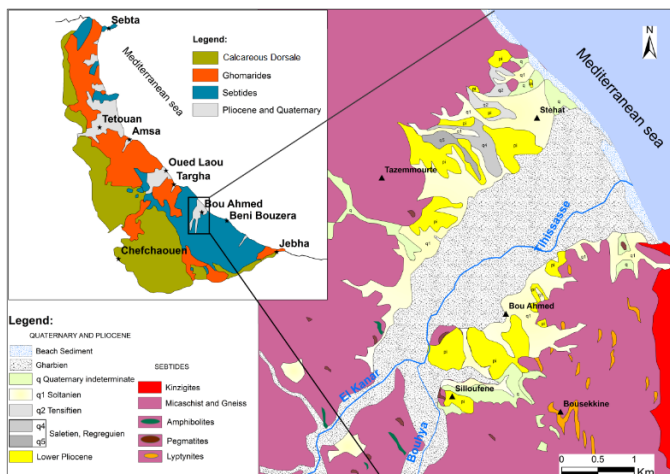 Sebta
Mediterranean sea
Legend:
Calcareous Dorsale
Ghomarides
Sebtides
Pliocene and Quaternary
Tetouan
Amsa
Oued Laou
Targha
Bou Ahmed
Beni Bouzera
Chefchaouen
Jebha
N
Mediterranean sea
Stehat
Tazemmourte
Tihissasse
Bou Ahmed
El Kanar
Silloufene
Bousekkine
Bouhya
0 0.5 1
Km
Legend:
QUATERNARY AND PLIOCENE
Beach Sediment
Gharbien
q Quaternary indeterminate
q1 Soltanien
q2 Tensiftien
q4
Saletien, Regreguien
q5
Lower Pliocene
SEBTIDES
Kinzigites
Micaschist and Gneiss
Amphibolites
Pegmatites
Lyptynites